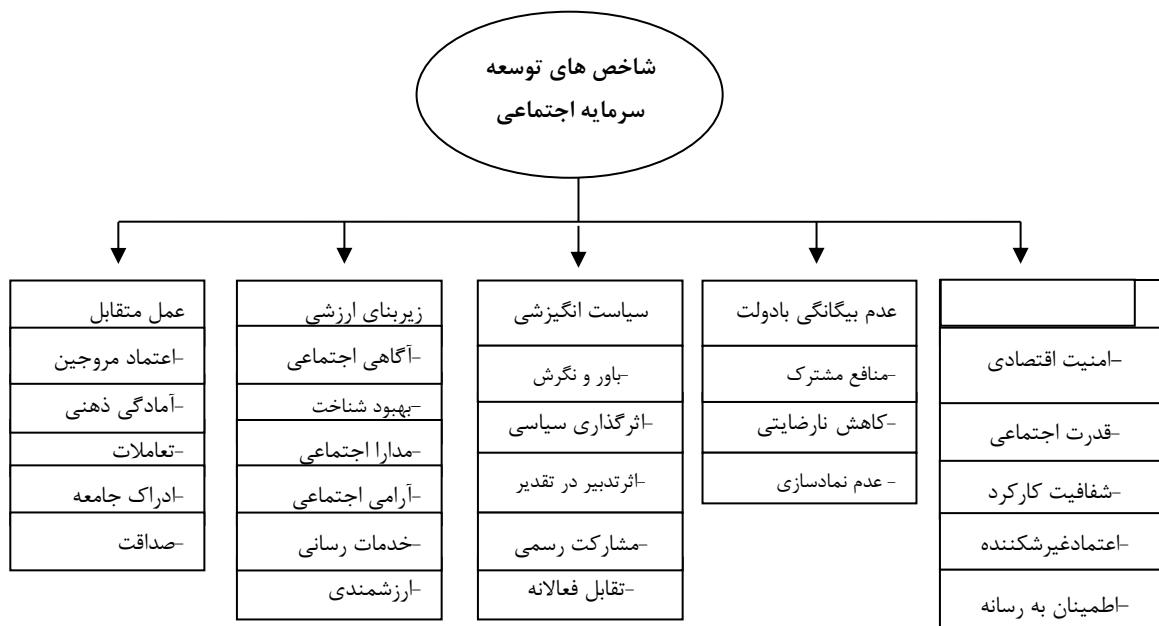 شاخص های توسعه
سرمایه اجتماعی
عدم بیگانگی بادولت
سیاست انگیزشی
زیربنای ارزشی
عمل متقابل
-امنیت اقتصادی
-قدرت اجتماعی
-شفافیت کارکرد
-اعتمادغیرشکننده
-اطمینان به رسانه
-منافع مشترک
-کاهش نارضایتی
- عدم نمادسازی
-باور و نگرش
-اثرگذاری سیاسی
-اثرتدبیر در تقدیر
-مشارکت رسمی
-تقابل فعالانه
-آگاهی اجتماعی
-بهبود شناخت
-مدارا اجتماعی
-آرامی اجتماعی
-خدمات رسانی
-ارزشمندی
-اعتماد مروجین
-آمادگی ذهنی
-تعاملات
-ادراک جامعه
-صداقت